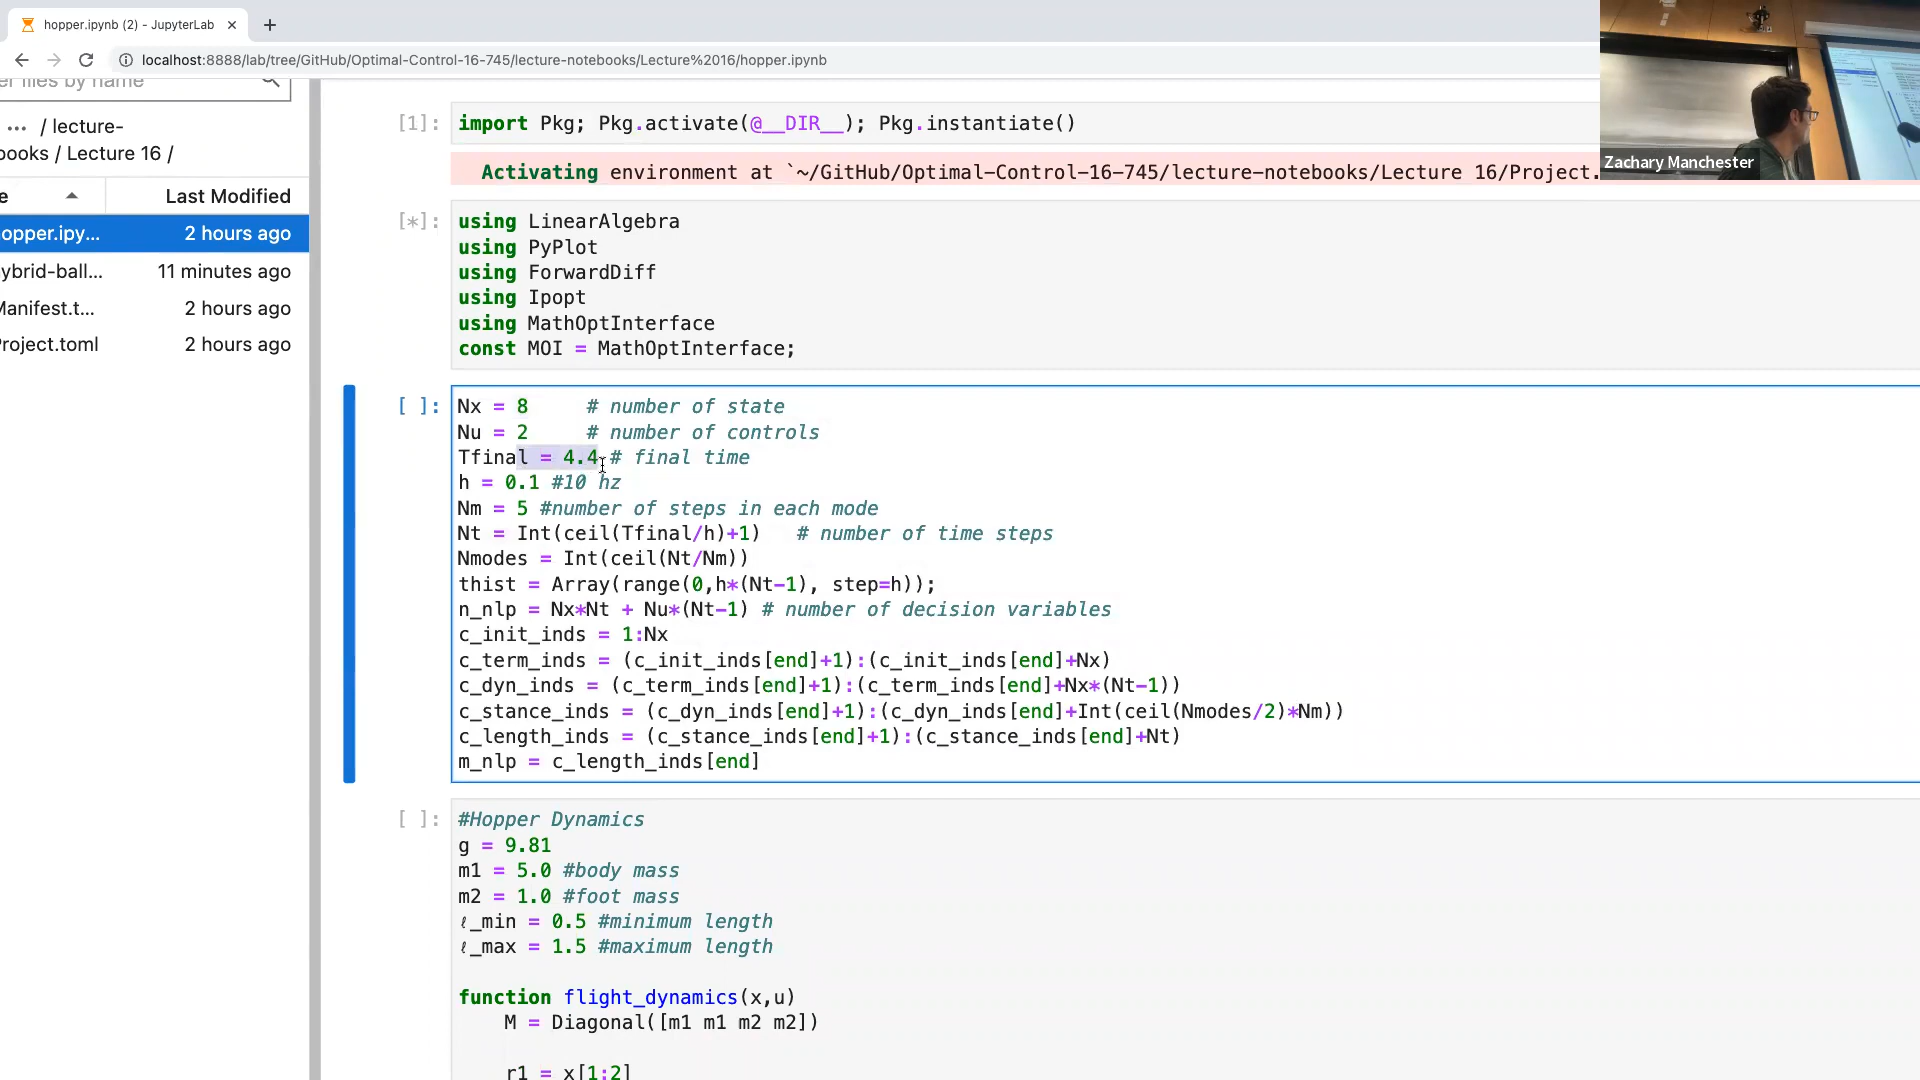 hopper.ipynb (2) - JupyterLab
localhost:8888/lab/tree/GitHub/Optimal-Control-16-745/lecture-notebooks/Lecture%2016/hopper.ipynb
er files by name
... / lecture-
books / Lecture 16 /
e Last Modified
opper.ipy... 2 hours ago
ybrid-ball... 11 minutes ago
Manifest.t... 2 hours ago
Project.toml 2 hours ago
[1]: import Pkg; Pkg.activate(@__DIR__); Pkg.instantiate()
Activating environment at `~/GitHub/Optimal-Control-16-745/lecture-notebooks/Lecture 16/Project.
Zachary Manchester
[*]: using LinearAlgebra
using PyPlot
using ForwardDiff
using Ipopt
using MathOptInterface
const MOI = MathOptInterface;
[ ]: Nx = 8     # number of state
Nu = 2     # number of controls
Tfinal = 4.4 # final time
h = 0.1 #10 hz
Nm = 5 #number of steps in each mode
Nt = Int(ceil(Tfinal/h)+1)   # number of time steps
Nmodes = Int(ceil(Nt/Nm))
thist = Array(range(0,h*(Nt-1), step=h));
n_nlp = Nx*Nt + Nu*(Nt-1) # number of decision variables
c_init_inds = 1:Nx
c_term_inds = (c_init_inds[end]+1):(c_init_inds[end]+Nx)
c_dyn_inds = (c_term_inds[end]+1):(c_term_inds[end]+Nx*(Nt-1))
c_stance_inds = (c_dyn_inds[end]+1):(c_dyn_inds[end]+Int(ceil(Nmodes/2)*Nm))
c_length_inds = (c_stance_inds[end]+1):(c_stance_inds[end]+Nt)
m_nlp = c_length_inds[end]
[ ]: #Hopper Dynamics
g = 9.81
m1 = 5.0 #body mass
m2 = 1.0 #foot mass
ℓ_min = 0.5 #minimum length
ℓ_max = 1.5 #maximum length
function flight_dynamics(x,u)
    M = Diagonal([m1 m1 m2 m2])
    r1 = x[1:2]